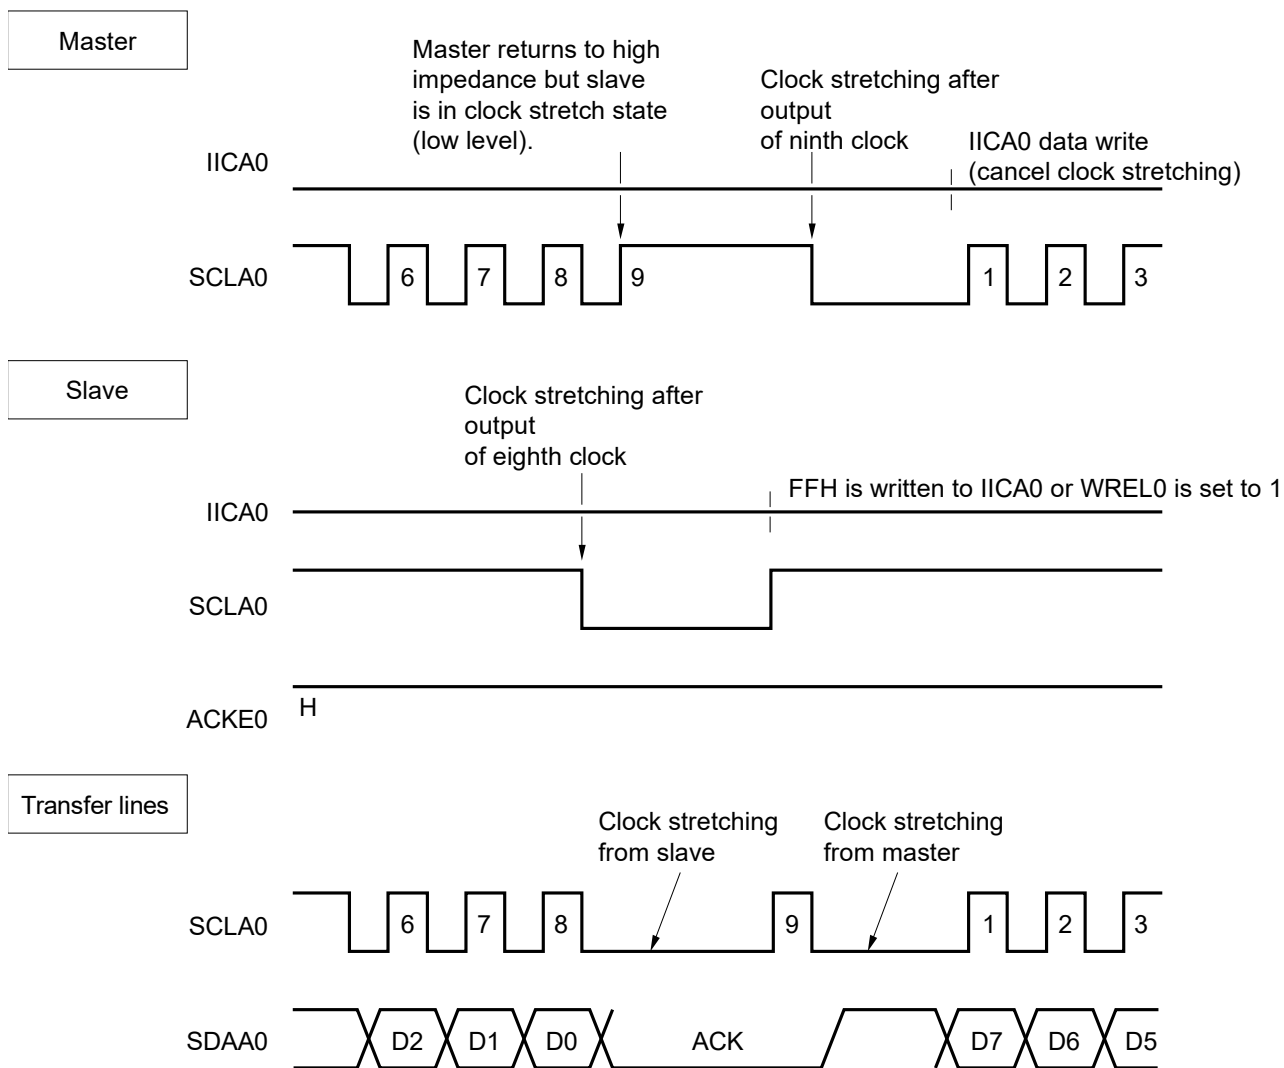 Master
Master returns to high
impedance but slave
is in clock stretch state
(low level).
Clock stretching after
output
of ninth clock
IICA0 data write
(cancel clock stretching)
IICA0
SCLA0
6 7 8 9 1 2 3
Slave
Clock stretching after
output
of eighth clock
FFH is written to IICA0 or WREL0 is set to 1
IICA0
SCLA0
H
ACKE0
Transfer lines
Clock stretching
from slave
Clock stretching
from master
SCLA0
6 7 8 9 1 2 3
SDAA0
D2 D1 D0 ACK D7 D6 D5